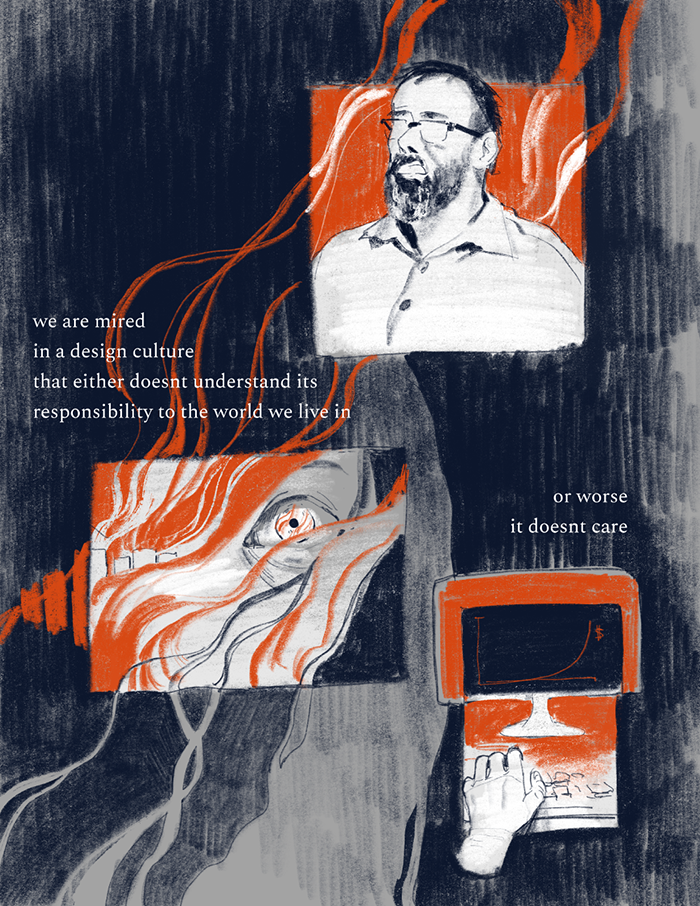 we are mired
in a design culture
that either doesnt understand its
responsibility to the world we live in
or worse
it doesnt care
$